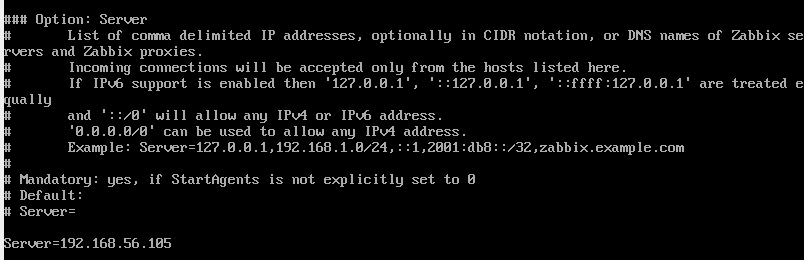 ### Option: Server
#       List of comma delimited IP addresses, optionally in CIDR notation, or DNS names of Zabbix se
rvers and Zabbix proxies.
#       Incoming connections will be accepted only from the hosts listed here.
#       If IPv6 support is enabled then '127.0.0.1', '::127.0.0.1', '::ffff:127.0.0.1' are treated e
qually
#       and '::/0' will allow any IPv4 or IPv6 address.
#       '0.0.0.0/0' can be used to allow any IPv4 address.
#       Example: Server=127.0.0.1,192.168.1.0/24,::1,2001:db8::/32,zabbix.example.com
#
# Mandatory: yes, if StartAgents is not explicitly set to 0
# Default:
# Server=

Server=192.168.56.105